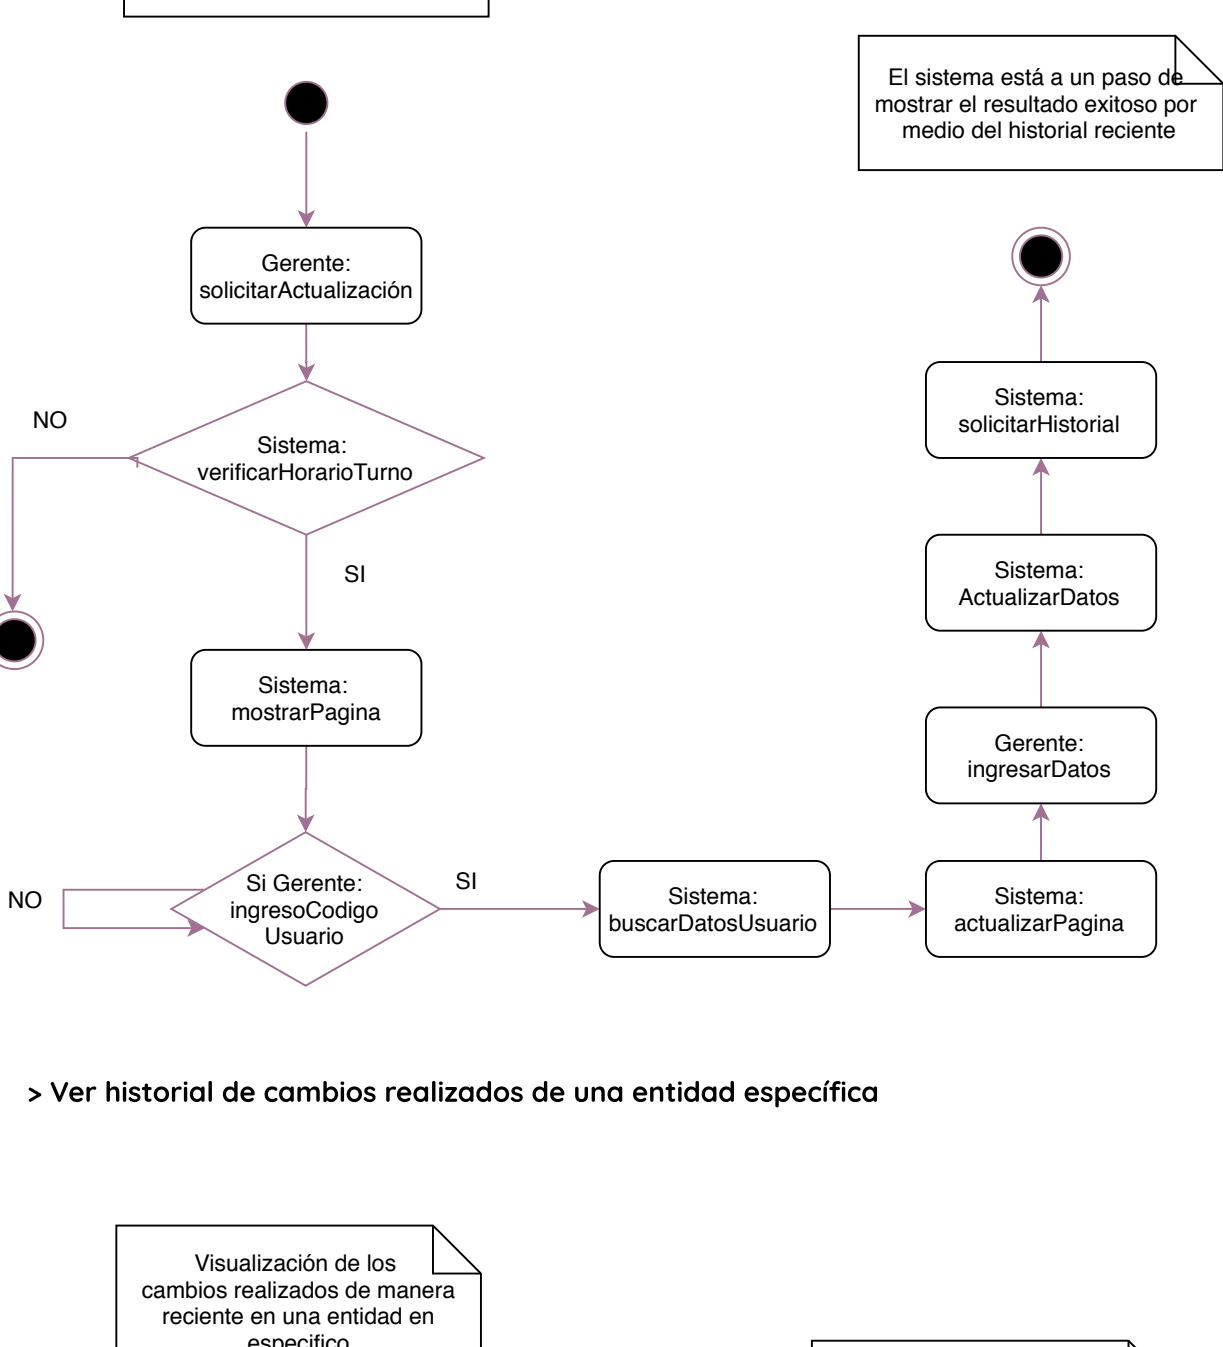 El sistema está a un paso de
mostrar el resultado exitoso por
medio del historial reciente
Gerente:
solicitarActualización
NO
Sistema:
verificarHorarioTurno
SI
Sistema:
mostrarPagina
NO
Si Gerente:
ingresoCodigo
Usuario
SI
Sistema:
buscarDatosUsuario
Sistema:
actualizarPagina
Gerente:
ingresarDatos
Sistema:
ActualizarDatos
Sistema:
solicitarHistorial
> Ver historial de cambios realizados de una entidad específica
Visualización de los
cambios realizados de manera
reciente en una entidad en
especifico